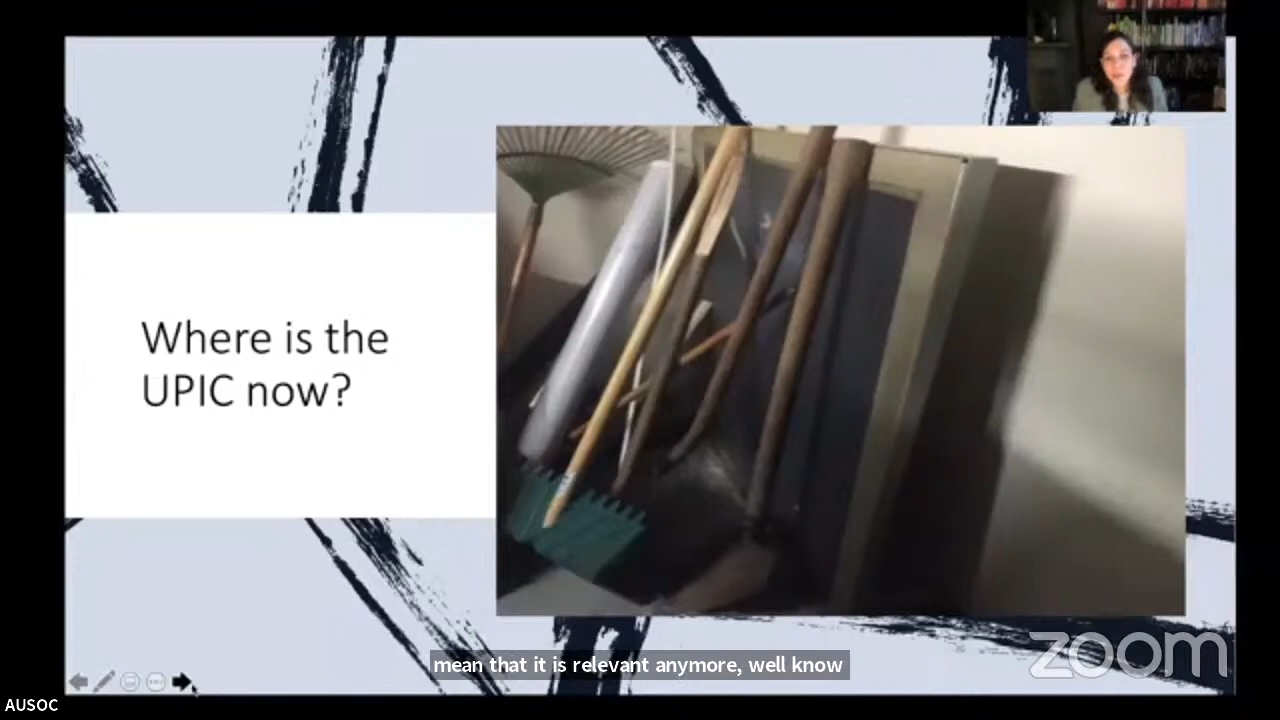 Where is the
UPIC now?
zoom
mean that it is relevant anymore, well know
AUSOC